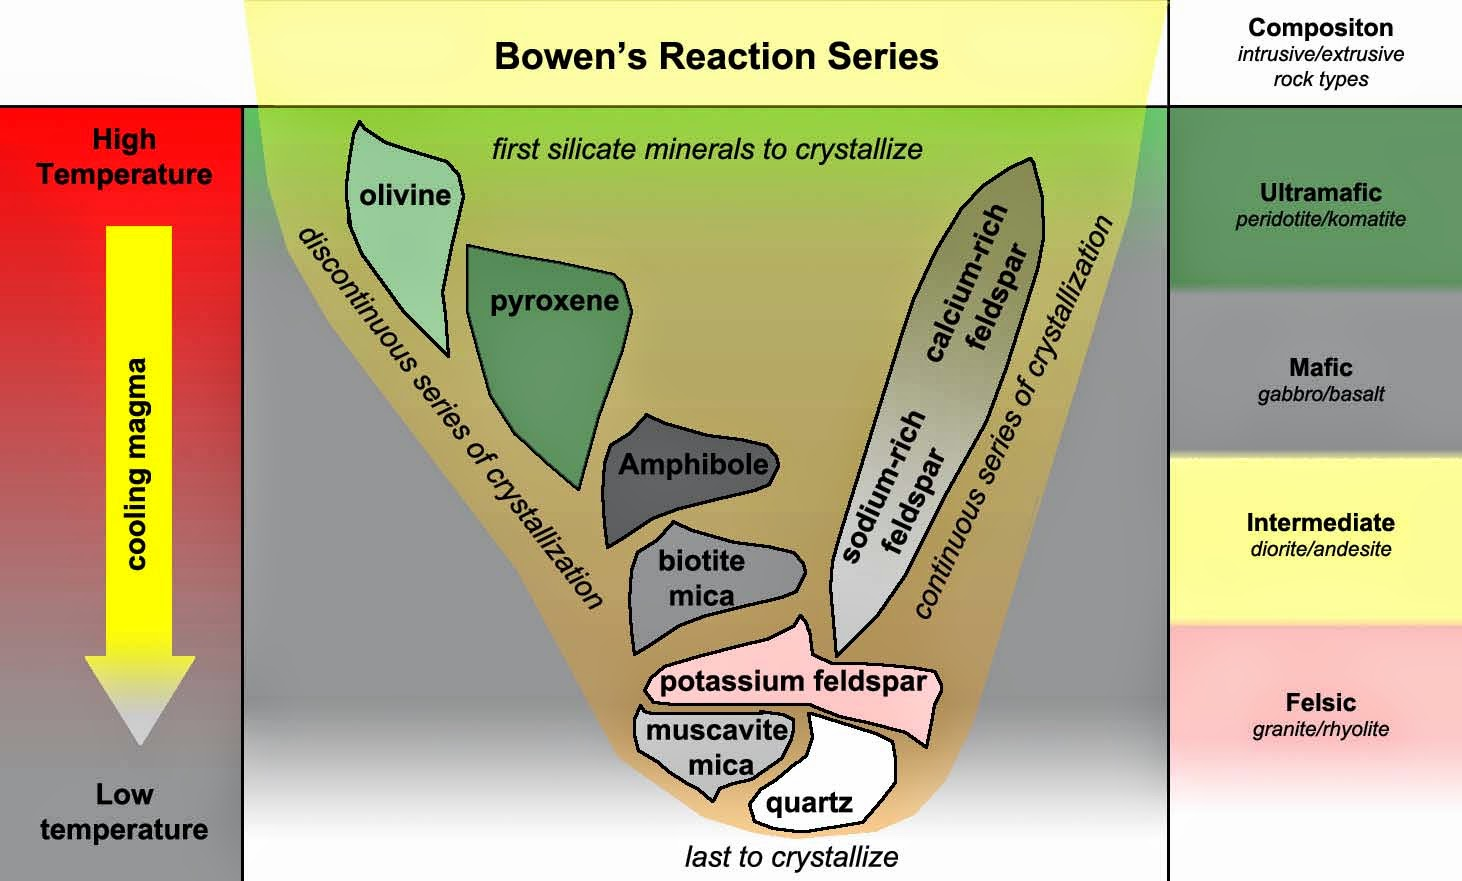 Bowen's Reaction Series
Compositon
intrusive/extrusive
rock types
High
Temperature
cooling magma
Low
temperature
first silicate minerals to crystallize
olivine
pyroxene
Amphibole
biotite
mica
discontinuous series of crystallization
calcium-rich
feldspar
sodium-rich
feldspar
continuous series of crystallization
potassium feldspar
muscavite
mica
quartz
last to crystallize
Ultramafic
peridotite/komatite
Mafic
gabbro/basalt
Intermediate
diorite/andesite
Felsic
granite/rhyolite